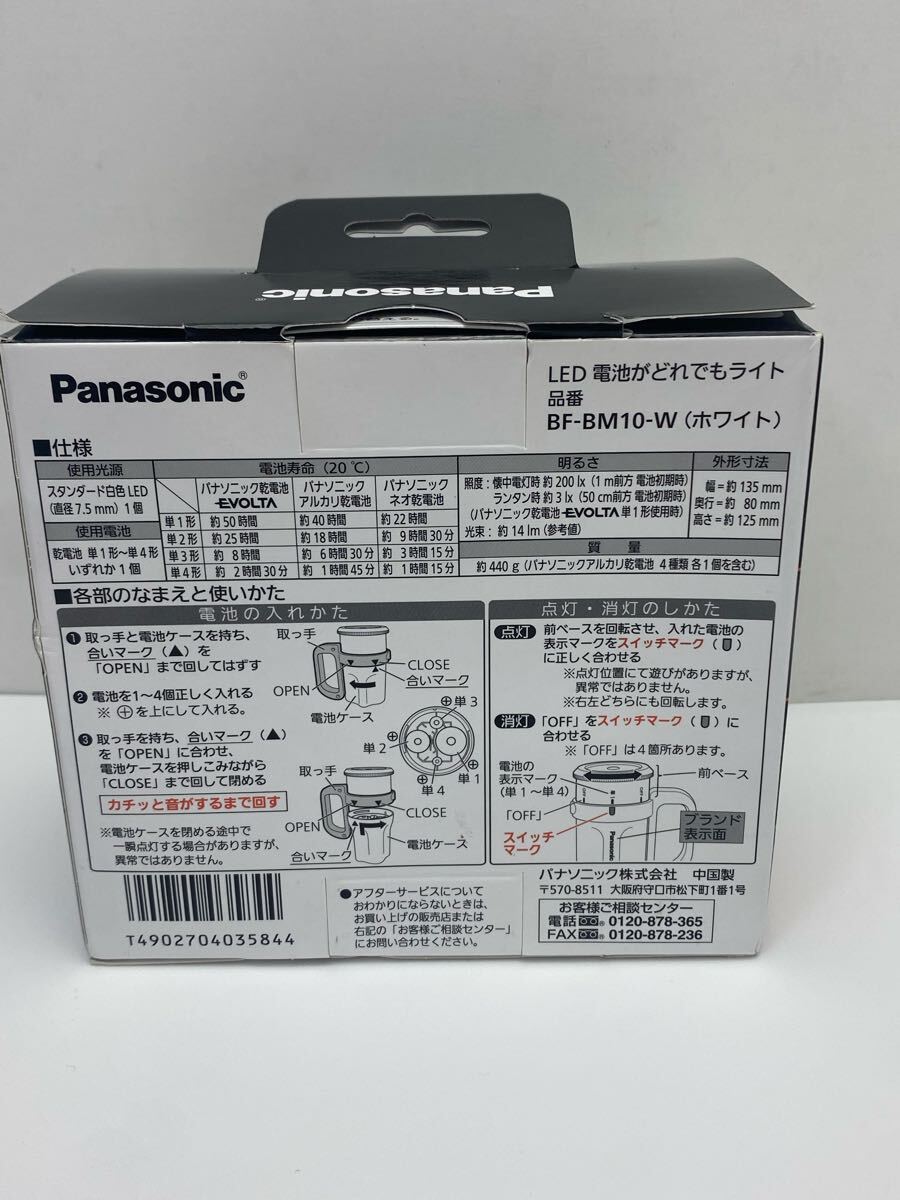 Panasonic®
Panasonic®
LED 電池がどれでもライト
品番
BF-BM10-W（ホワイト）
■仕様
使用光源
スタンダード白色LED
（直径7.5 mm）1個
使用電池
乾電池 単1形〜単4形
いずれか1個
電池寿命（20 ℃）
パナソニック乾電池 EVOLTA
パナソニック アルカリ乾電池
パナソニック ネオ乾電池
単1形 約50時間 約40時間 約22時間
単2形 約25時間 約18時間 約 9時間30分
単3形 約 8時間 約 6時間30分 約 3時間15分
単4形 約 2時間30分 約 1時間45分 約 1時間15分
明るさ
照度：懐中電灯時 約200 lx（1 m前方 電池初期時）
ランタン時 約3 lx（50 cm前方 電池初期時）
（パナソニック乾電池 EVOLTA 単1形使用時）
光束：約14 lm（参考値）
外形寸法
幅＝約135 mm
奥行＝約 80 mm
高さ＝約125 mm
質量
約440 g（パナソニックアルカリ乾電池 4種類 各1個を含む）
■各部のなまえと使いかた
電池の入れかた
❶ 取っ手と電池ケースを持ち、
合いマーク（▲）を
「OPEN」まで回してはずす
❷ 電池を1〜4個正しく入れる
※ ⊕を上にして入れる。
❸ 取っ手を持ち、合いマーク（▲）
を「OPEN」に合わせ、
電池ケースを押しこみながら
「CLOSE」まで回して閉める
カチッと音がするまで回す
※電池ケースを閉める途中で
一瞬点灯する場合がありますが、
異常ではありません。
取っ手
CLOSE
合いマーク
OPEN
電池ケース
⊕単3
⊕
単2
⊕
単1
⊕
単4
取っ手
CLOSE
OPEN
電池ケース
合いマーク
点灯・消灯のしかた
点灯 前ベースを回転させ、入れた電池の
表示マークをスイッチマーク（ ）
に正しく合わせる
※点灯位置にて遊びがありますが、
異常ではありません。
※右左どちらにも回転します。
消灯 「OFF」をスイッチマーク（ ）に
合わせる
※「OFF」は4箇所あります。
電池の
表示マーク
（単1〜単4）
前ベース
「OFF」
スイッチ
マーク
OFF
OFF
Panasonic
ブランド
表示面
T4902704035844
●アフターサービスについて
おわかりにならないときは、
お買い上げの販売店または
右記の「お客様ご相談センター」
にお問い合わせください。
パナソニック株式会社 中国製
〒570-8511 大阪府守口市松下町1番1号
お客様ご相談センター
電話 0120-878-365
FAX 0120-878-236